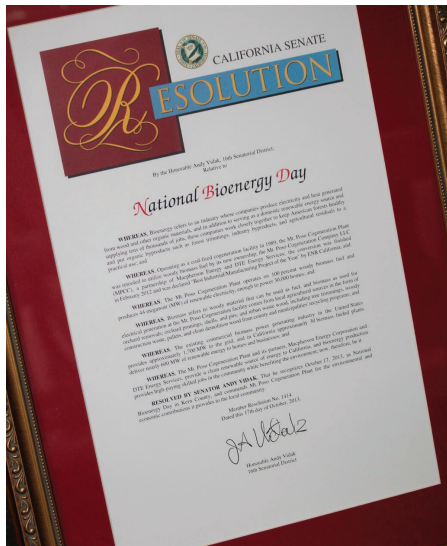 CALIFORNIA SENATE
RESOLUTION
By the Honorable Andy Vidak, 16th Senatorial District;
Relative to
National Bioenergy Day
WHEREAS, Bioenergy refers to an industry whose companies produce electricity and heat generated
from wood and other organic materials, and in addition to serving as a domestic renewable energy source and
supplying tens of thousands of jobs, these companies work closely together to keep American forests healthy
and put organic byproducts such as forest trimmings, industry byproducts, and agricultural residuals to a
practical use; and
WHEREAS, Operating as a coal-fired cogeneration facility in 1989, the Mt. Poso Cogeneration Plant
was retooled to utilize woody biomass fuel by its new ownership, the Mt. Poso Cogeneration Company LLC
(MPCC), a partnership of Macpherson Energy and DTE Energy Services; the conversion was finished
in February 2012 and was declared "Best Industrial/Manufacturing Project of the Year" by ENR California; and
WHEREAS, The Mt. Poso Cogeneration Plant operates on 100 percent woody biomass fuel and
produces 44 megawatt (MW) of renewable electricity, enough to power 30,000 homes; and
WHEREAS, Biomass refers to woody material that can be used as fuel, and biomass used for
electrical generation at the Mt. Poso Cogeneration facility comes from local agricultural sources in the form of
orchard removals, orchard prunings, shells, and pits; and urban waste wood, including tree trimmings, woody
construction waste, pallets, and clean demolition wood from county and municipalities recycling programs; and
WHEREAS, The existing commercial biomass power generating industry in the United States
provides approximately 1,700 MW to the grid, and in California approximately 30 biomass fueled plants
deliver nearly 600 MW of renewable energy to homes and businesses; and
WHEREAS, The Mt. Poso Cogeneration Plant and its partners, Macpherson Energy Corporation and
DTE Energy Services, provide a clean renewable source of energy to California, and bioenergy production
provides high-paying skilled jobs in the community while benefiting the environment; now, therefore, be it
RESOLVED BY SENATOR ANDY VIDAK, That he recognizes October 17, 2013, as National
Bioenergy Day in Kern County, and commends Mt. Poso Cogeneration Plant for the environmental and
economic contributions it provides to the local community.
Member Resolution No. 1414
Dated this 17th day of October, 2013.
Honorable Andy Vidak
16th Senatorial District